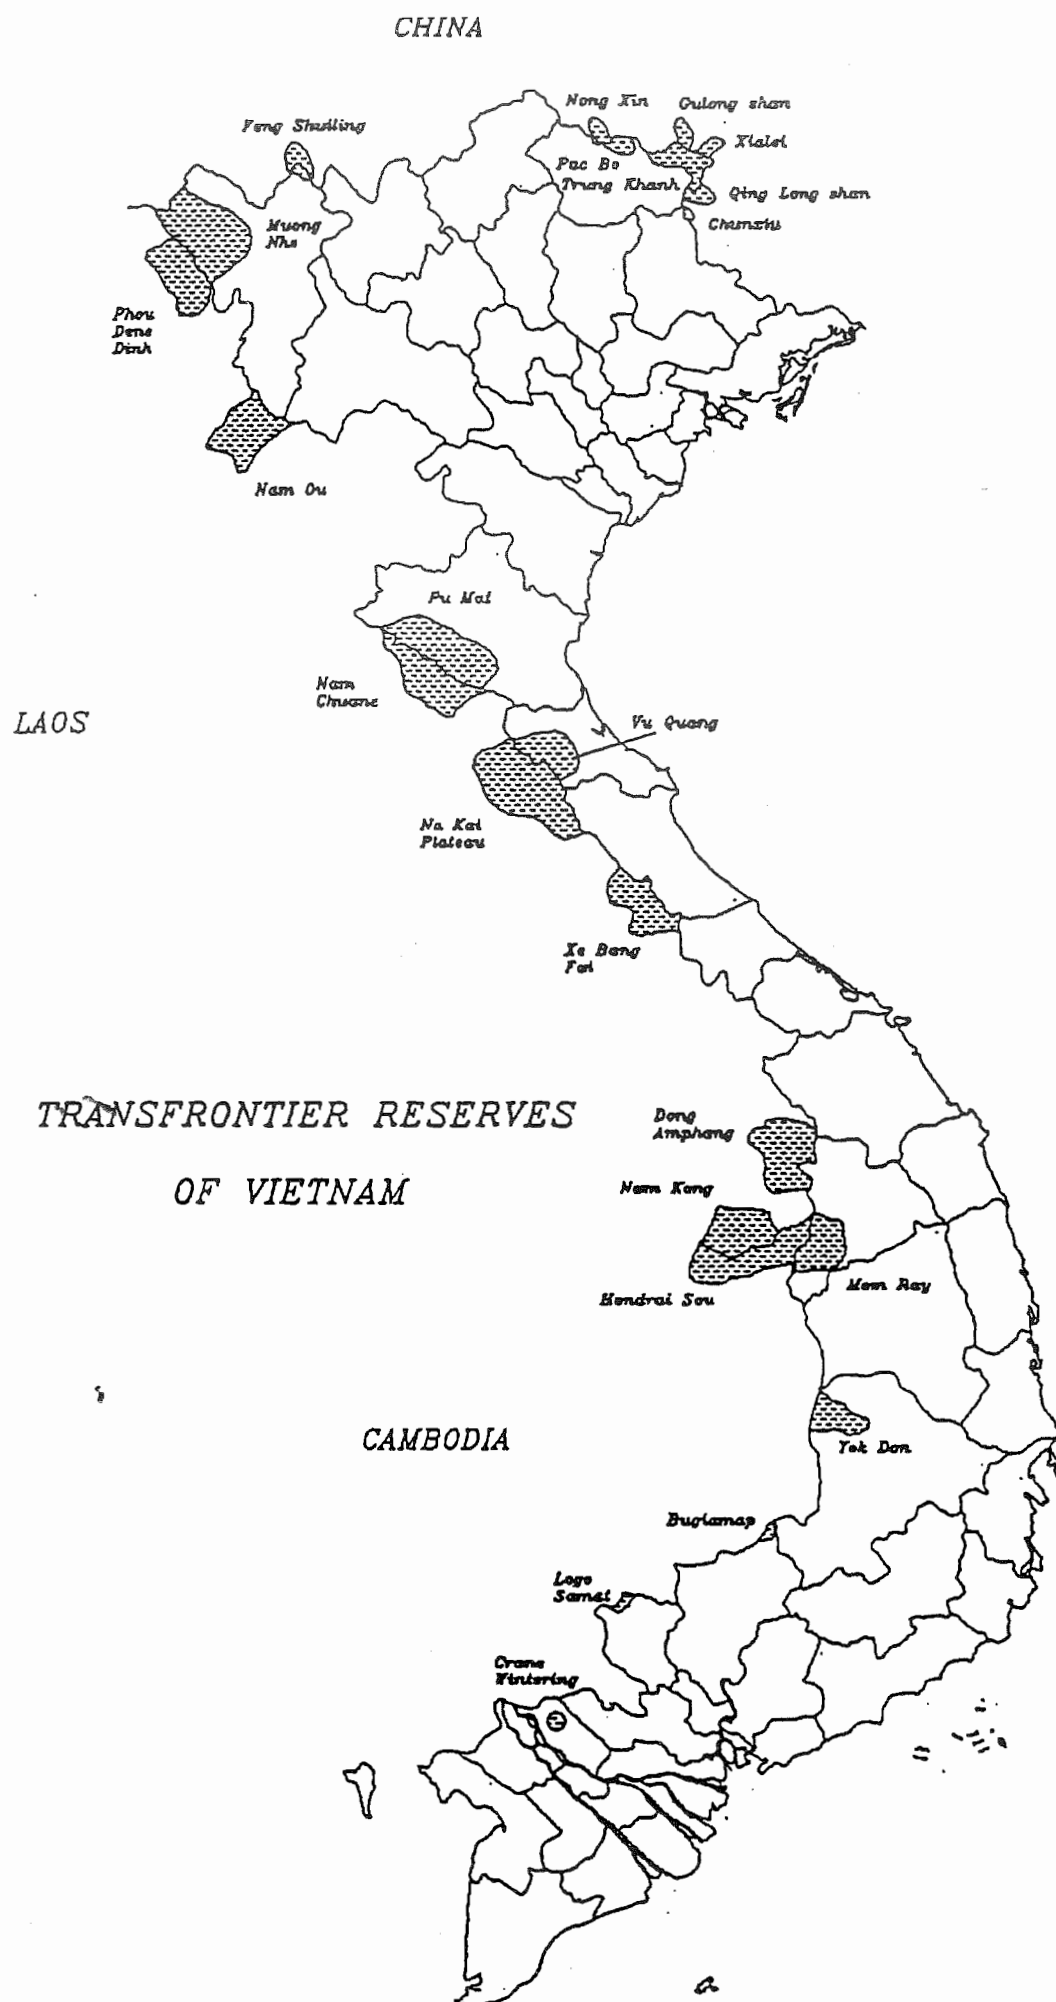 CHINA
Nong Xin
Gulong shan
Feng Shuiling
Xialei
Pac Bo
Trung Khanh
Qing Long shan
Chunxiu
Muong
Nhe
Phou
Dene
Dinh
Nam Ou
Pu Mat
Nam
Chuane
LAOS
Vu Quang
Na Kai
Plateau
Xe Bang
Fai
TRANSFRONTIER RESERVES
OF VIETNAM
Dong
Amphang
Nam Kong
Hondrai Sou
Mom Ray
CAMBODIA
Yok Don
Bugiamap
Logo
Samat
Crane
Wintering